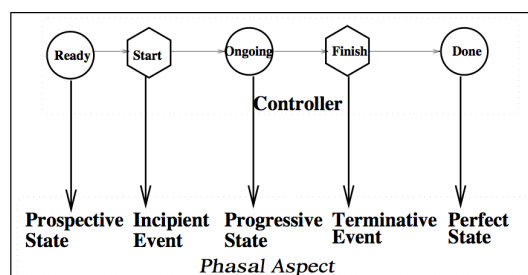 Ready Start Ongoing Finish Done
Controller
Prospective Incipient Progressive Terminative Perfect
State Event State Event State
Phasal Aspect